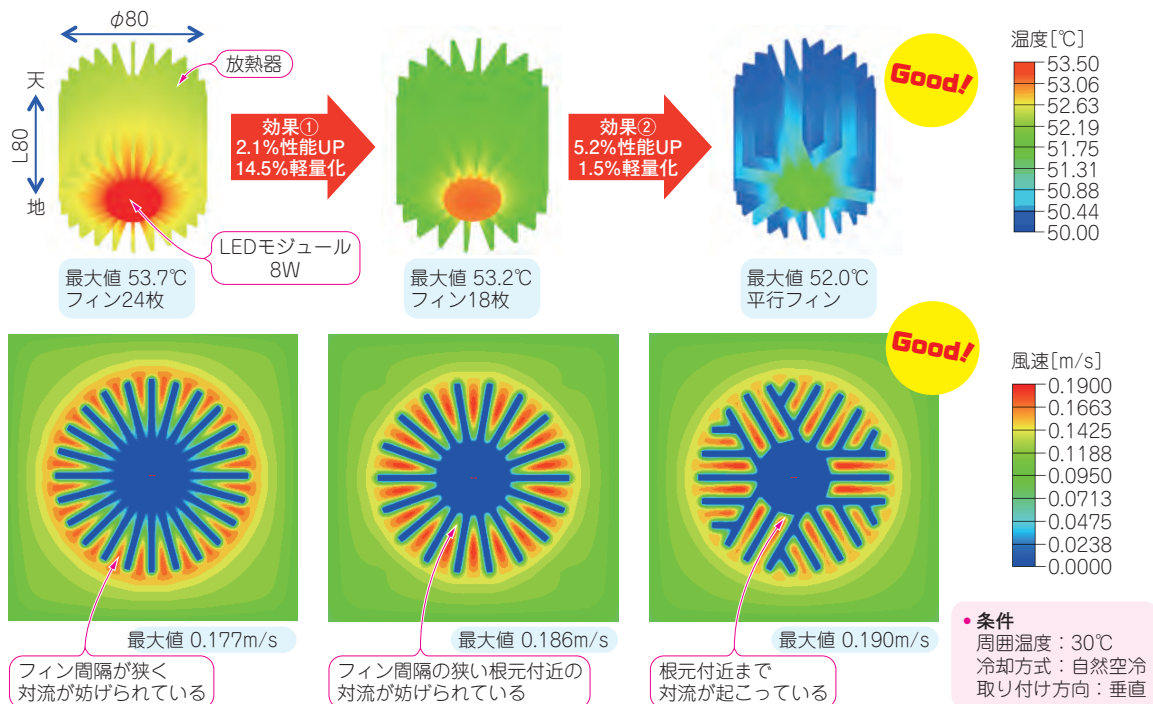 φ80
放熱器
天
L80
地
効果①
2.1%性能UP
14.5%軽量化
効果②
5.2%性能UP
1.5%軽量化
Good!
温度[℃]
53.50
53.06
52.63
52.19
51.75
51.31
50.88
50.44
50.00
LEDモジュール
8W
最大値 53.7℃
フィン24枚
最大値 53.2℃
フィン18枚
最大値 52.0℃
平行フィン
Good!
風速[m/s]
0.1900
0.1663
0.1425
0.1188
0.0950
0.0713
0.0475
0.0238
0.0000
最大値 0.177m/s
最大値 0.186m/s
最大値 0.190m/s
フィン間隔が狭く
対流が妨げられている
フィン間隔の狭い根元付近の
対流が妨げられている
根元付近まで
対流が起こっている
• 条件
周囲温度：30℃
冷却方式：自然空冷
取り付け方向：垂直